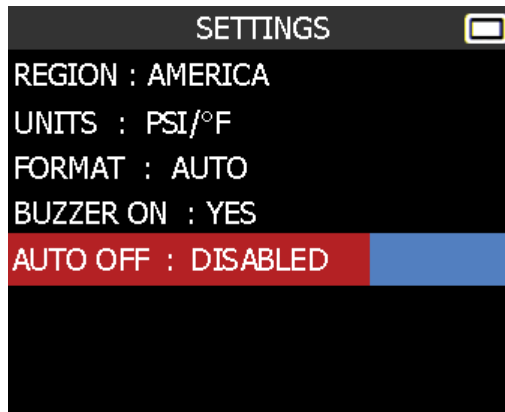 SETTINGS
REGION : AMERICA
UNITS : PSI/°F
FORMAT : AUTO
BUZZER ON : YES
AUTO OFF : DISABLED